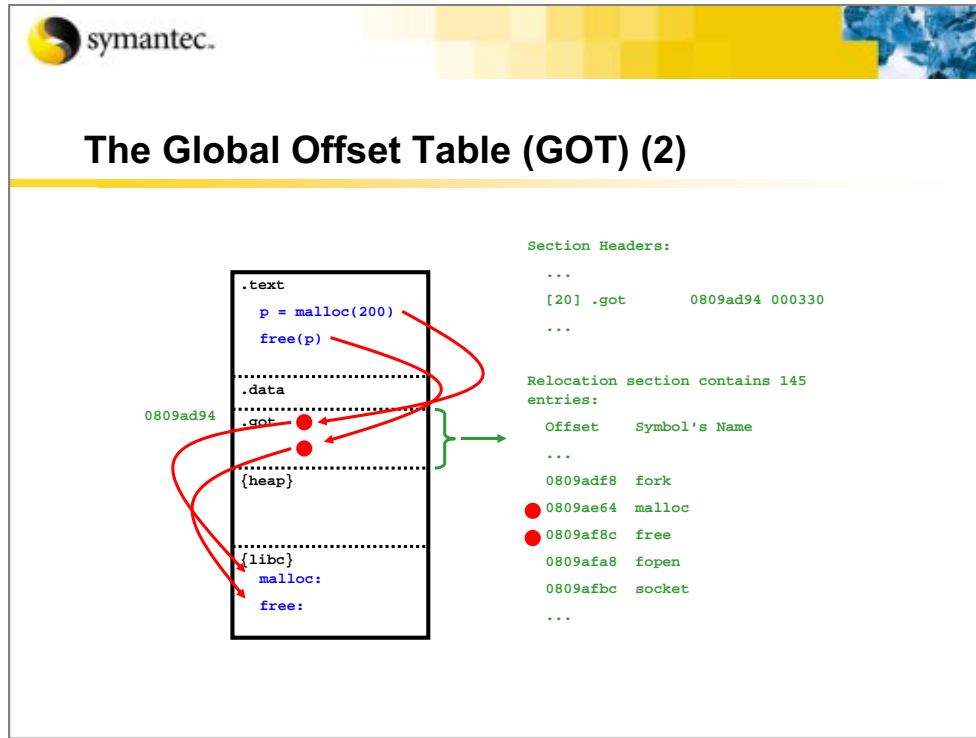 symantec.
The Global Offset Table (GOT) (2)
.text
p = malloc(200)
free(p)
.data
0809ad94
.got
{heap}
{libc}
malloc:
free:
Section Headers:
...
[20] .got 0809ad94 000330
...
Relocation section contains 145
entries:
Offset Symbol's Name
...
0809adf8 fork
0809ae64 malloc
0809af8c free
0809afa8 fopen
0809afbc socket
...